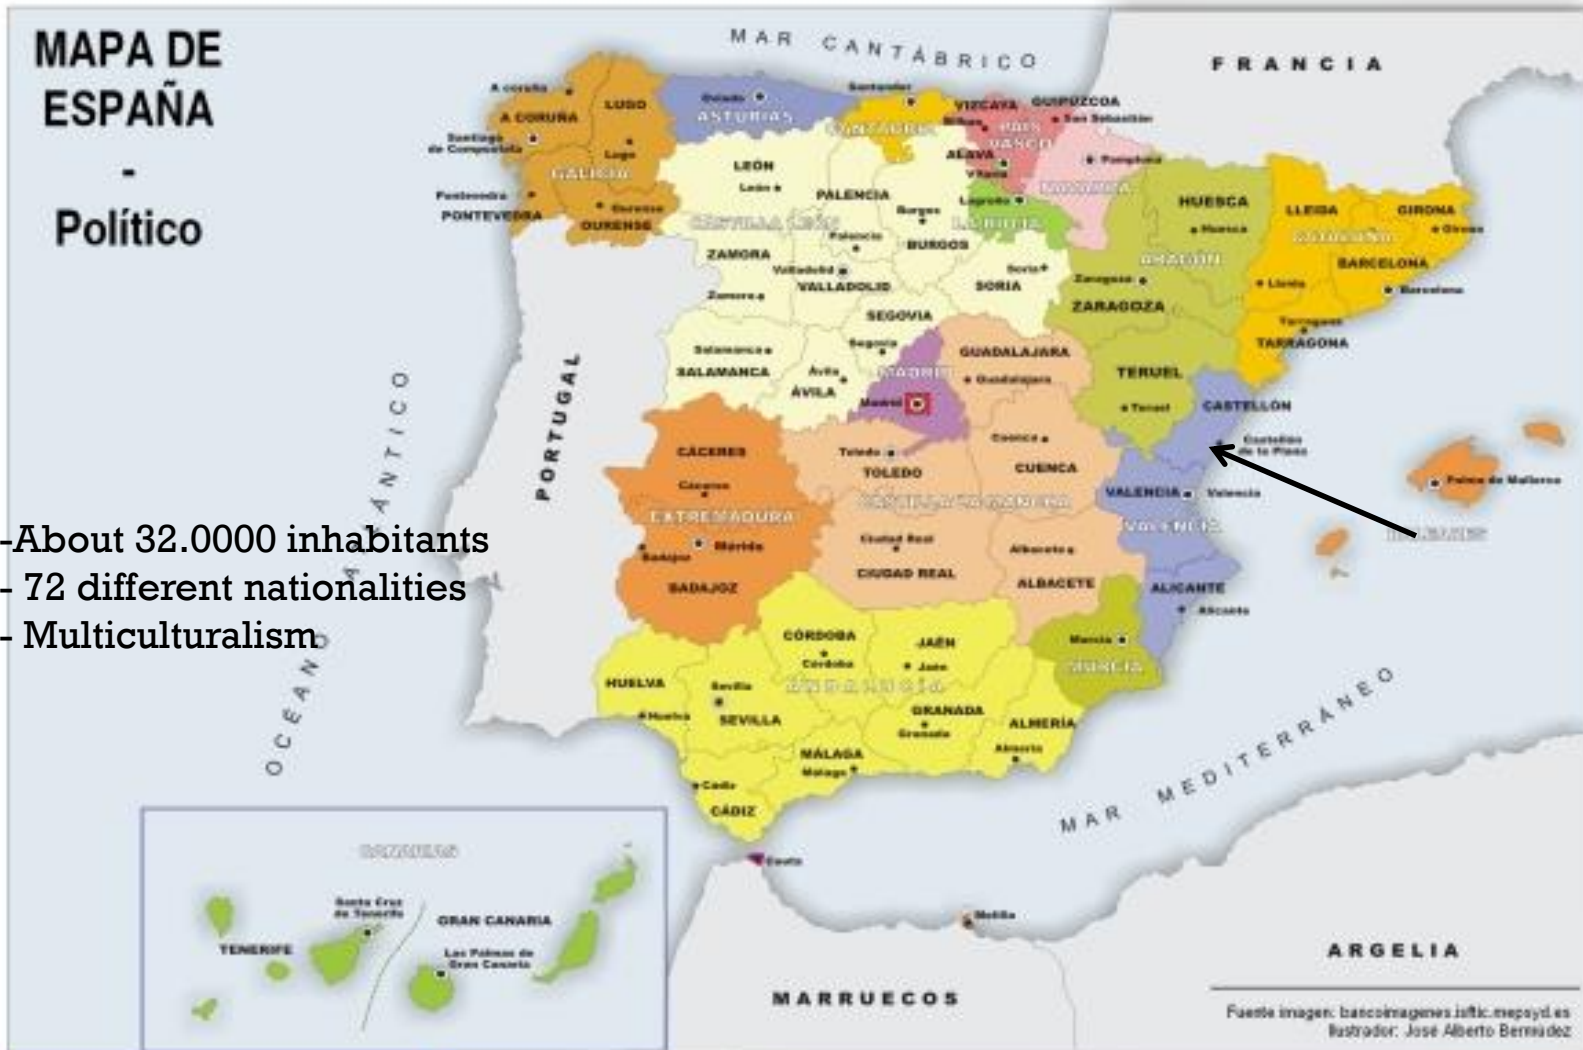 MAPA DE
ESPAÑA
-
Político
MAR CANTÁBRICO
FRANCIA
A coruña
A CORUÑA
LUGO
Santiago
de Compostela
Lugo
GALICIA
Pontevedra
PONTEVEDRA
Ourense
OURENSE
Oviedo
ASTURIAS
Santander
CANTABRIA
VIZCAYA
GUIPÚZCOA
Bilbao
San Sebastián
PAÍS
VASCO
ÁLAVA
Vitoria
Pamplona
NAVARRA
Logroño
LA RIOJA
LEÓN
León
PALENCIA
Burgos
CASTILLA LEÓN
Palencia
BURGOS
ZAMORA
Valladolid
VALLADOLID
Zamora
Soria
SORIA
SEGOVIA
Segovia
Salamanca
SALAMANCA
Ávila
ÁVILA
HUESCA
Huesca
ARAGÓN
Zaragoza
ZARAGOZA
TERUEL
Teruel
LLEIDA
GIRONA
Girona
CATALUÑA
BARCELONA
Lleida
Barcelona
Tarragona
TARRAGONA
MADRID
Madrid
GUADALAJARA
Guadalajara
Cuenca
CUENCA
Toledo
TOLEDO
CASTILLA LA MANCHA
Ciudad Real
CIUDAD REAL
Albacete
ALBACETE
CASTELLÓN
Castellón
de la Plana
VALENCIA
Valencia
VALENCIA
ALICANTE
Alicante
Palma de Mallorca
BALEARES
PORTUGAL
CÁCERES
Cáceres
EXTREMADURA
Badajoz
Mérida
BADAJOZ
OCÉANO ATLÁNTICO
-About 32.0000 inhabitants
- 72 different nationalities
- Multiculturalism
Murcia
MURCIA
CÓRDOBA
Córdoba
JAÉN
Jaén
ANDALUCÍA
HUELVA
Huelva
Sevilla
SEVILLA
GRANADA
Granada
ALMERÍA
Almería
MÁLAGA
Málaga
Cádiz
CÁDIZ
MAR MEDITERRÁNEO
Ceuta
Melilla
CANARIAS
Santa Cruz
de Tenerife
TENERIFE
GRAN CANARIA
Las Palmas de
Gran Canaria
MARRUECOS
ARGELIA
Fuente imagen: bancoimagenes.isftic.mepsyd.es
Ilustrador: José Alberto Bermúdez